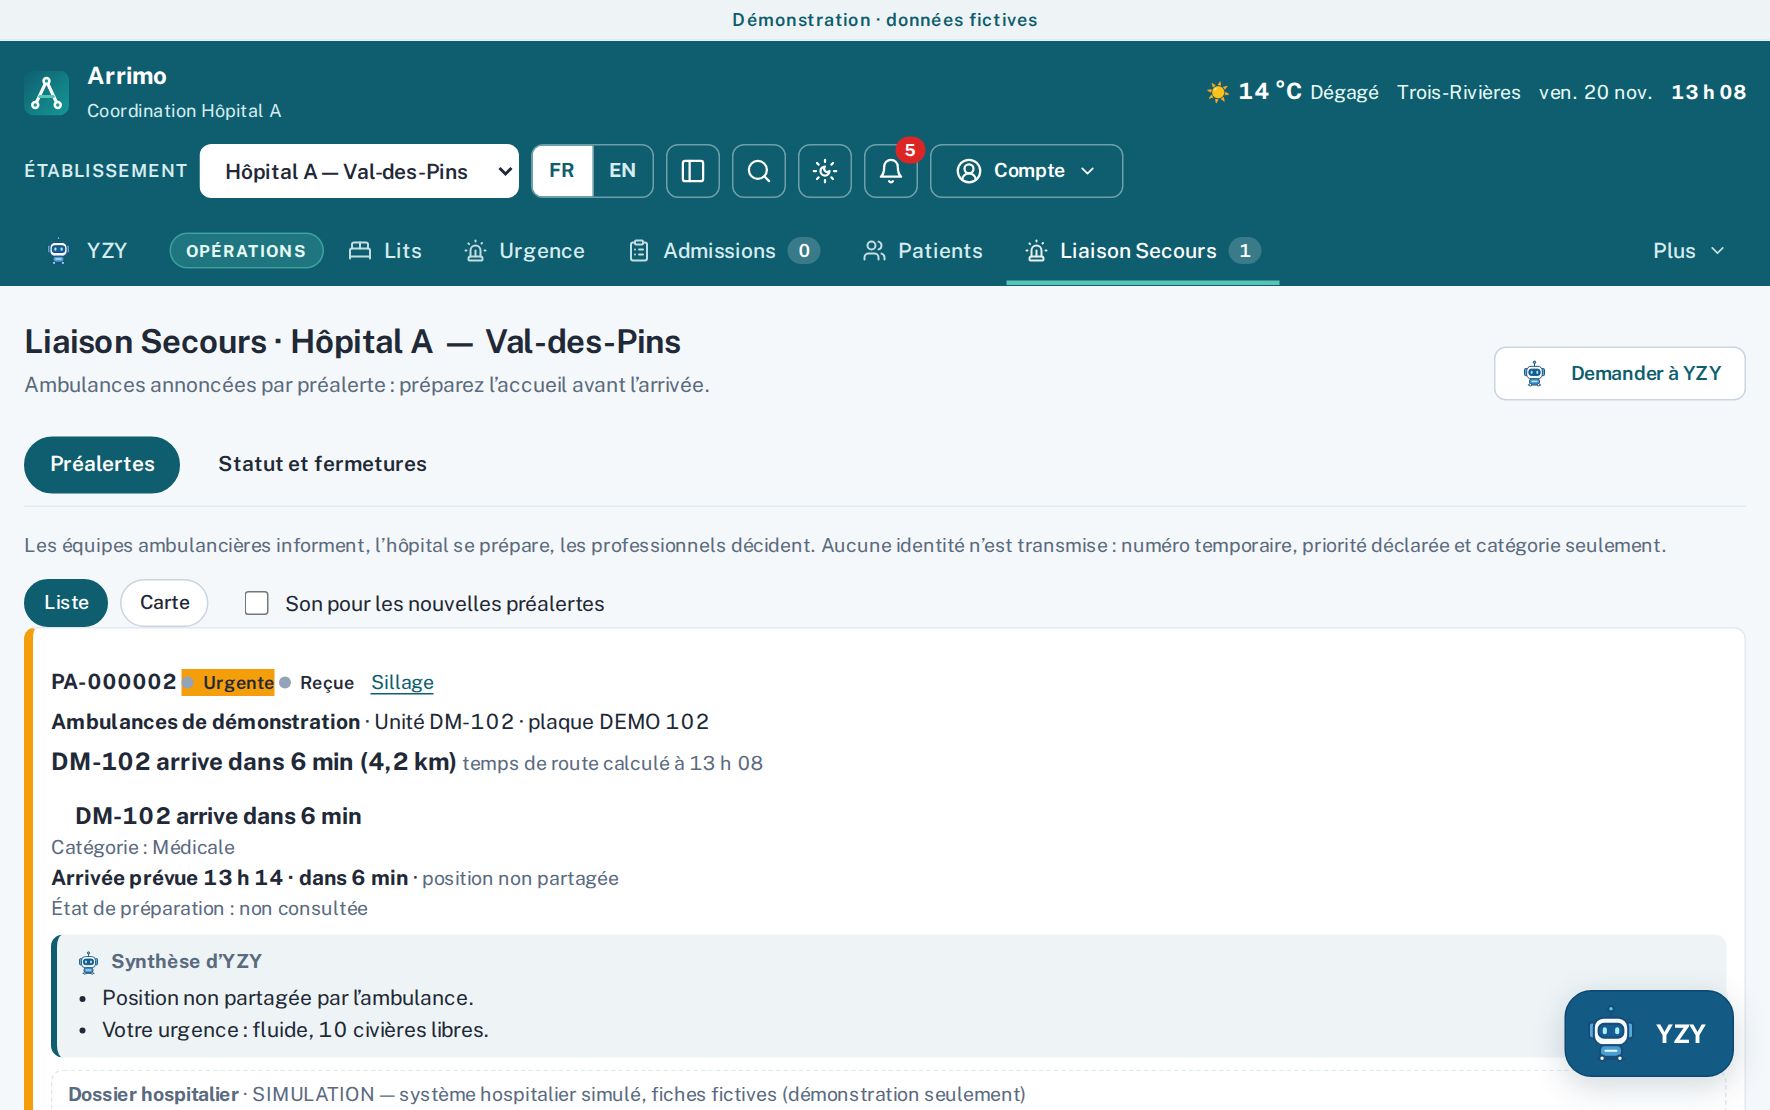 Démonstration · données fictives
Arrimo
Coordination Hôpital A
14 °C Dégagé Trois-Rivières ven. 20 nov. 13 h 08
ÉTABLISSEMENT Hôpital A — Val-des-Pins FR EN 5 Compte
YZY OPÉRATIONS Lits Urgence Admissions 0 Patients Liaison Secours 1 Plus
Liaison Secours · Hôpital A — Val-des-Pins
Ambulances annoncées par préalerte : préparez l’accueil avant l’arrivée.
Demander à YZY
Préalertes Statut et fermetures
Les équipes ambulancières informent, l’hôpital se prépare, les professionnels décident. Aucune identité n’est transmise : numéro temporaire, priorité déclarée et catégorie seulement.
Liste Carte Son pour les nouvelles préalertes
PA-000002 Urgente Reçue Sillage
Ambulances de démonstration · Unité DM-102 · plaque DEMO 102
DM-102 arrive dans 6 min (4,2 km) temps de route calculé à 13 h 08
DM-102 arrive dans 6 min
Catégorie : Médicale
Arrivée prévue 13 h 14 · dans 6 min · position non partagée
État de préparation : non consultée
Synthèse d’YZY
• Position non partagée par l’ambulance.
• Votre urgence : fluide, 10 civières libres.
YZY
Dossier hospitalier · SIMULATION — système hospitalier simulé, fiches fictives (démonstration seulement)